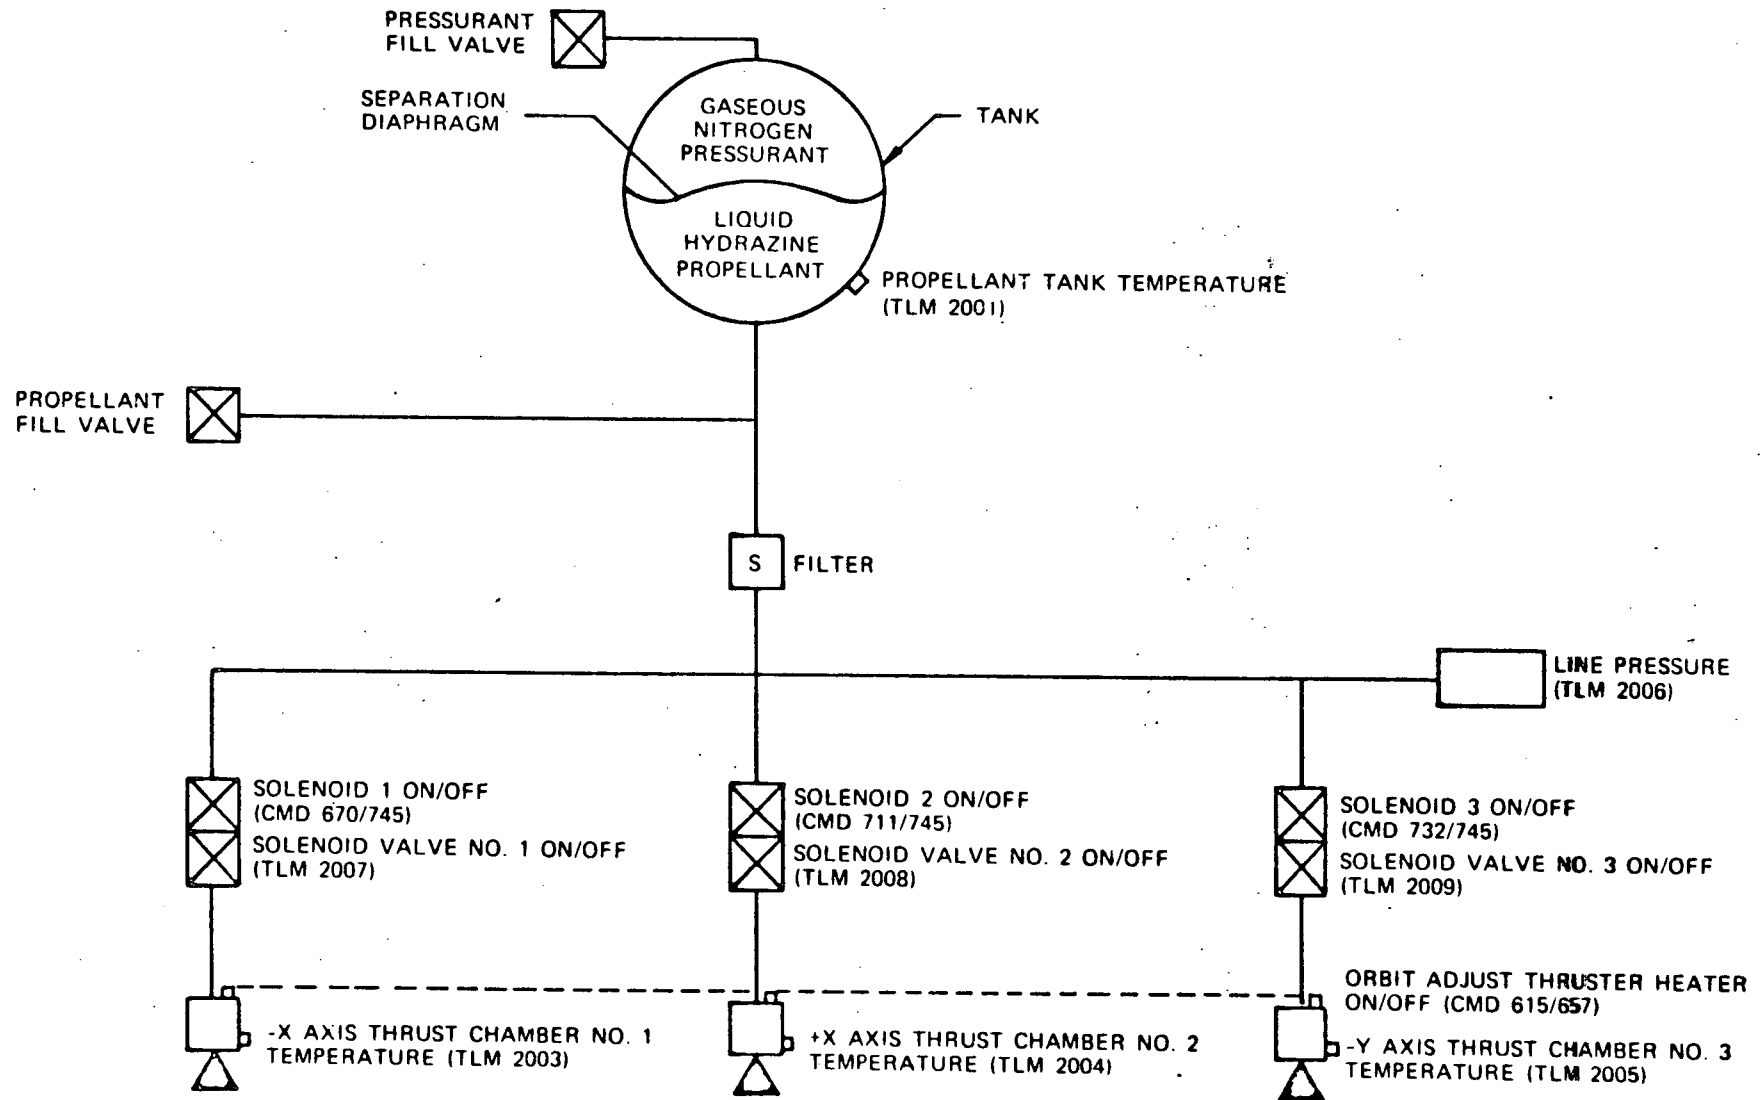 PRESSURANT
FILL VALVE
SEPARATION
DIAPHRAGM
GASEOUS
NITROGEN
PRESSURANT
TANK
LIQUID
HYDRAZINE
PROPELLANT
PROPELLANT TANK TEMPERATURE
(TLM 2001)
PROPELLANT
FILL VALVE
S
FILTER
LINE PRESSURE
(TLM 2006)
SOLENOID 1 ON/OFF
(CMD 670/745)
SOLENOID VALVE NO. 1 ON/OFF
(TLM 2007)
SOLENOID 2 ON/OFF
(CMD 711/745)
SOLENOID VALVE NO. 2 ON/OFF
(TLM 2008)
SOLENOID 3 ON/OFF
(CMD 732/745)
SOLENOID VALVE NO. 3 ON/OFF
(TLM 2009)
ORBIT ADJUST THRUSTER HEATER
ON/OFF (CMD 615/657)
-X AXIS THRUST CHAMBER NO. 1
TEMPERATURE (TLM 2003)
+X AXIS THRUST CHAMBER NO. 2
TEMPERATURE (TLM 2004)
-Y AXIS THRUST CHAMBER NO. 3
TEMPERATURE (TLM 2005)